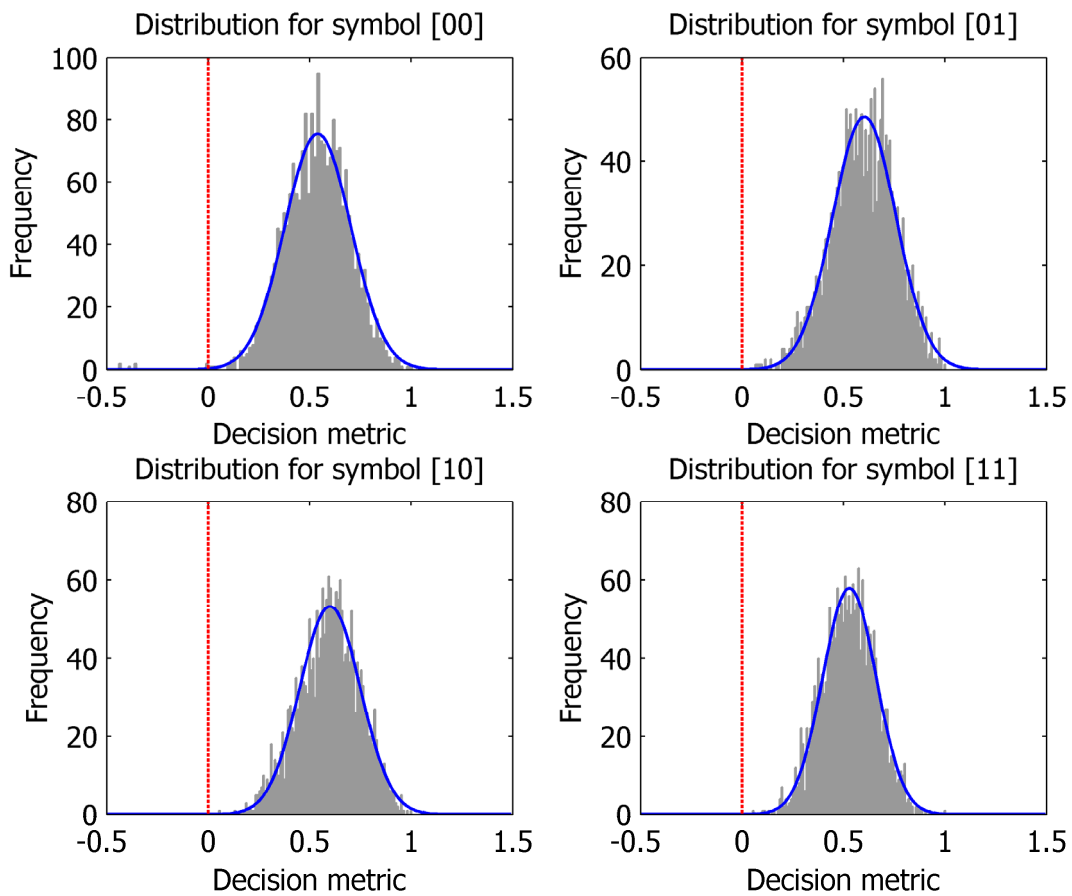 Distribution for symbol [00]
Frequency
100
80
60
40
20
0
-0.5 0 0.5 1 1.5
Decision metric
Distribution for symbol [01]
Frequency
60
40
20
0
-0.5 0 0.5 1 1.5
Decision metric
Distribution for symbol [10]
Frequency
80
60
40
20
0
-0.5 0 0.5 1 1.5
Decision metric
Distribution for symbol [11]
Frequency
80
60
40
20
0
-0.5 0 0.5 1 1.5
Decision metric